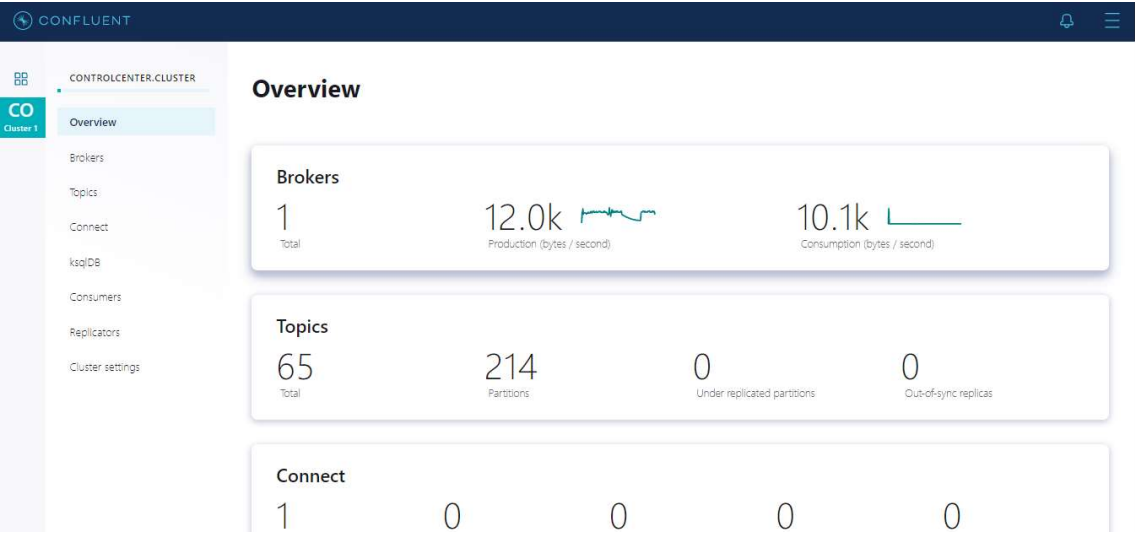 CONFLUENT
CO
Cluster 1
CONTROLCENTER.CLUSTER
Overview
Brokers
Topics
Connect
ksqlDB
Consumers
Replicators
Cluster settings
Overview
Brokers
1 12.0k 10.1k
Total Production (bytes / second) Consumption (bytes / second)
Topics
65 214 0 0
Total Partitions Under replicated partitions Out-of-sync replicas
Connect
1 0 0 0 0